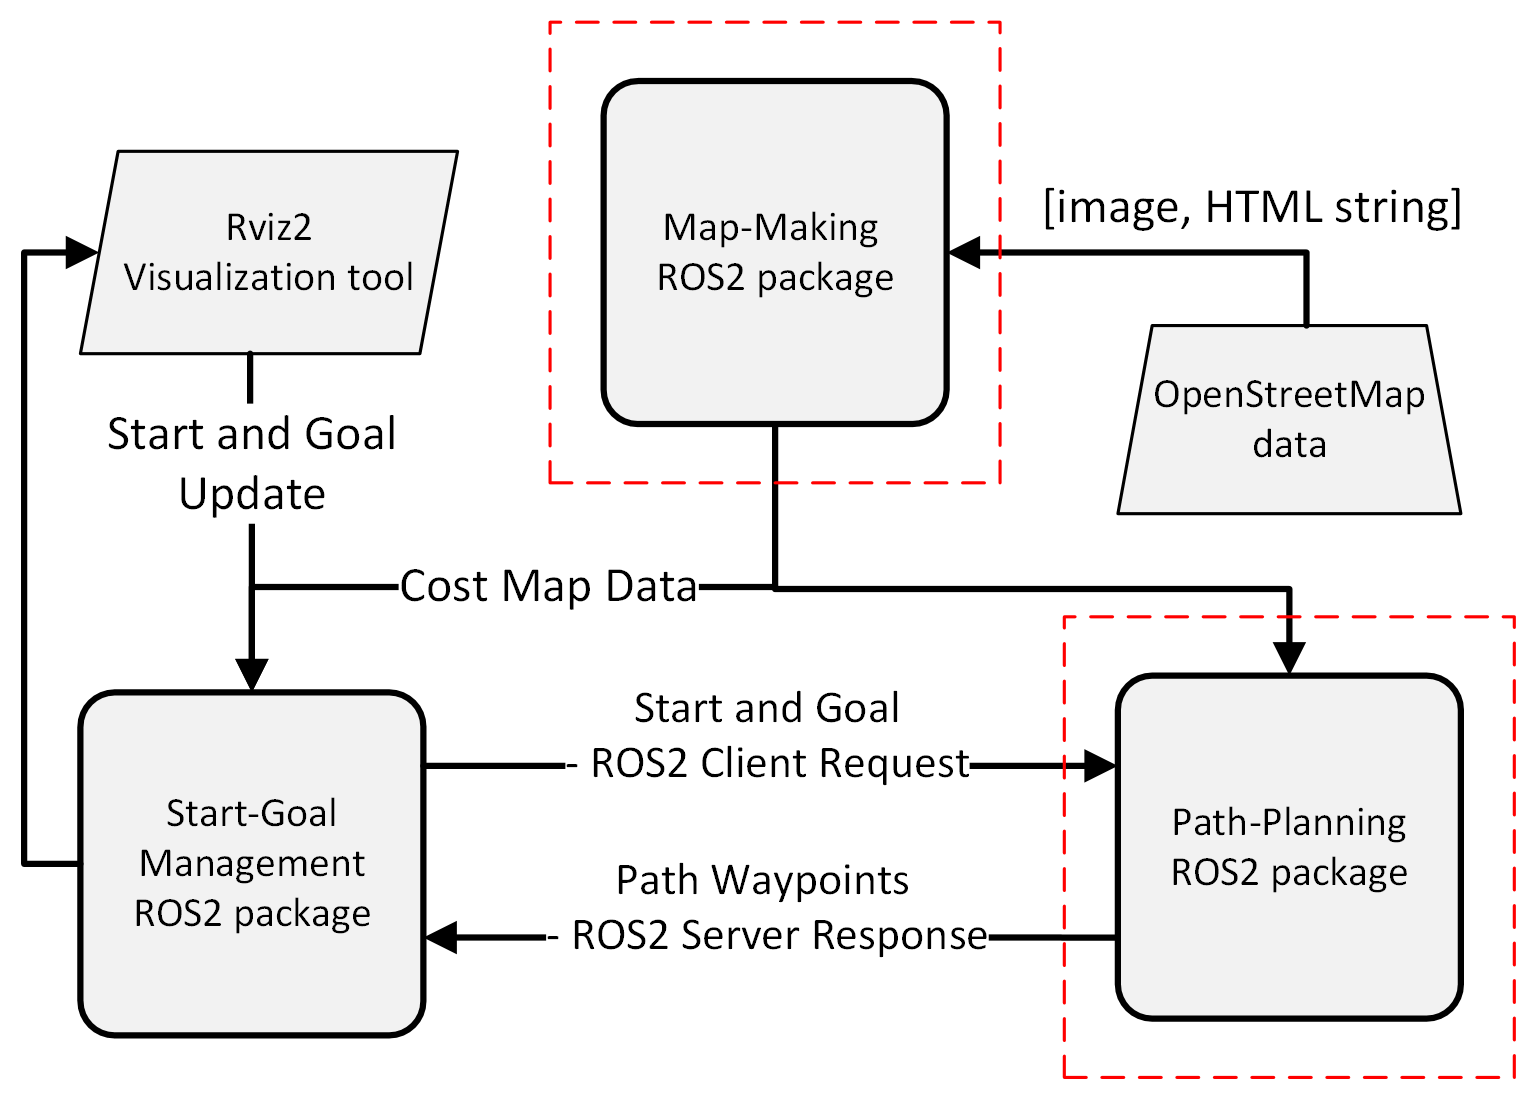 Map-Making
ROS2 package
[image, HTML string]
Rviz2
Visualization tool
OpenStreetMap
data
Start and Goal
Update
Cost Map Data
Start and Goal
- ROS2 Client Request
Start-Goal
Management
ROS2 package
Path-Planning
ROS2 package
Path Waypoints
- ROS2 Server Response